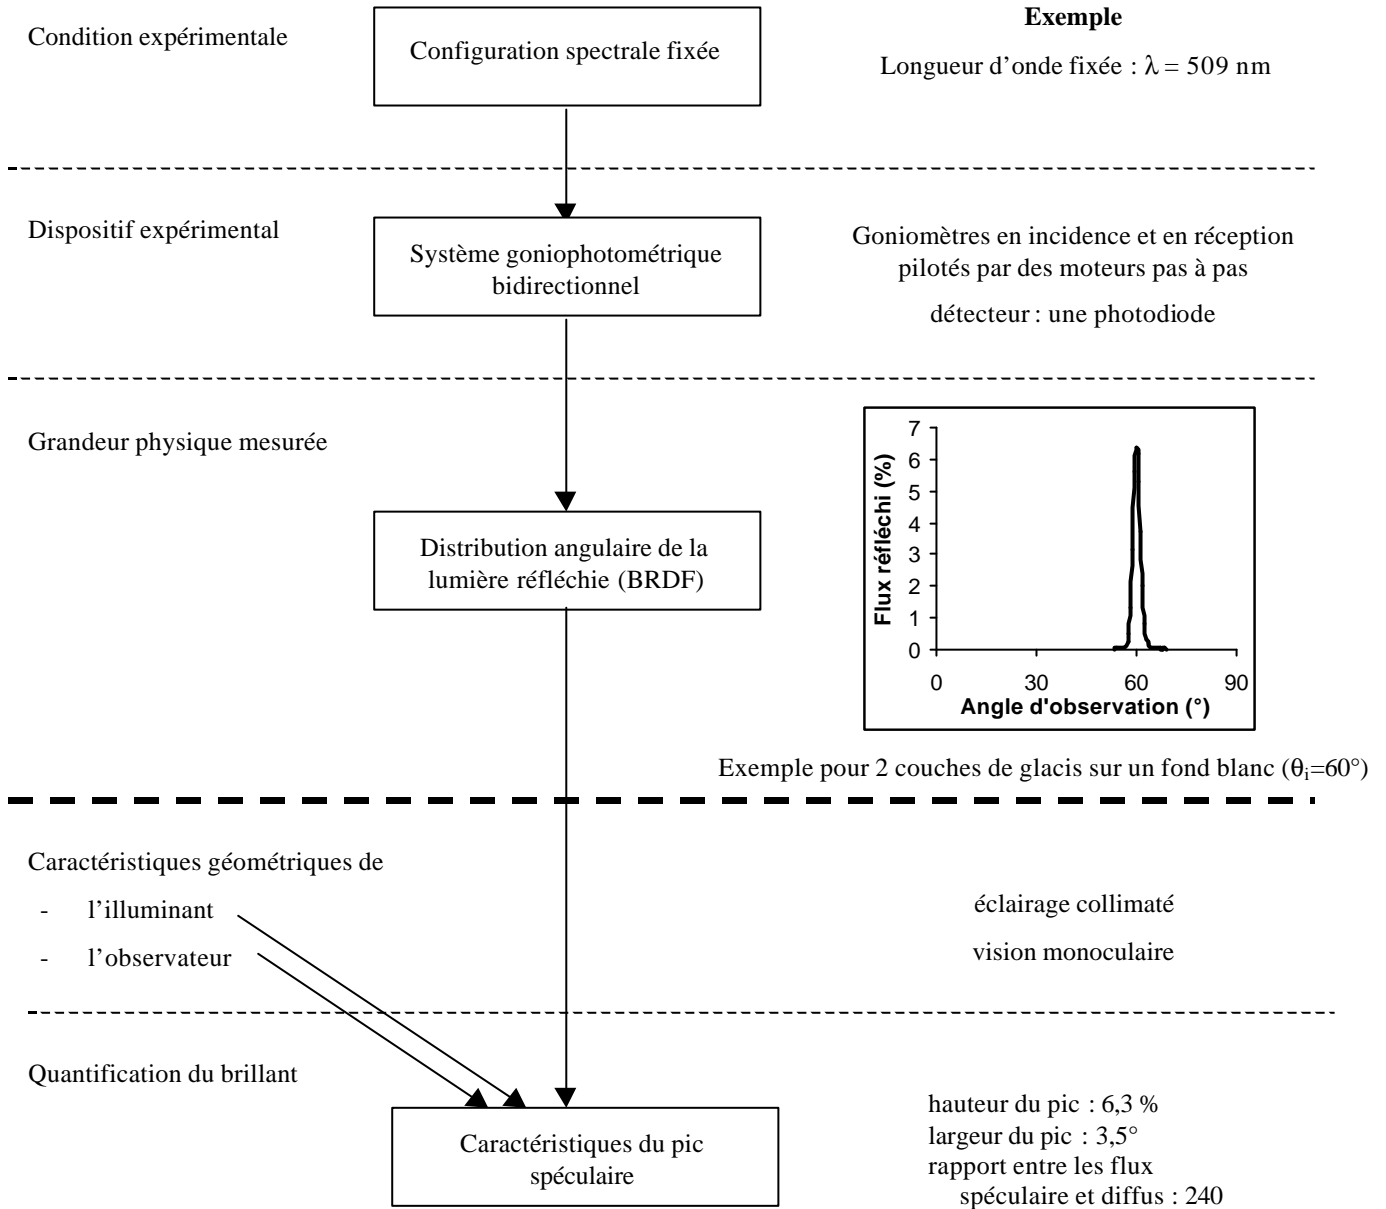 Condition expérimentale
Configuration spectrale fixée
Exemple
Longueur d'onde fixée : λ = 509 nm
Dispositif expérimental
Système goniophotométrique
bidirectionnel
Goniomètres en incidence et en réception
pilotés par des moteurs pas à pas
détecteur : une photodiode
Grandeur physique mesurée
Distribution angulaire de la
lumière réfléchie (BRDF)
Flux réfléchi (%)
7
6
5
4
3
2
1
0
0 30 60 90
Angle d'observation (°)
Exemple pour 2 couches de glacis sur un fond blanc (θi=60°)
Caractéristiques géométriques de
- l'illuminant
- l'observateur
éclairage collimaté
vision monoculaire
Quantification du brillant
Caractéristiques du pic
spéculaire
hauteur du pic : 6,3 %
largeur du pic : 3,5°
rapport entre les flux
spéculaire et diffus : 240